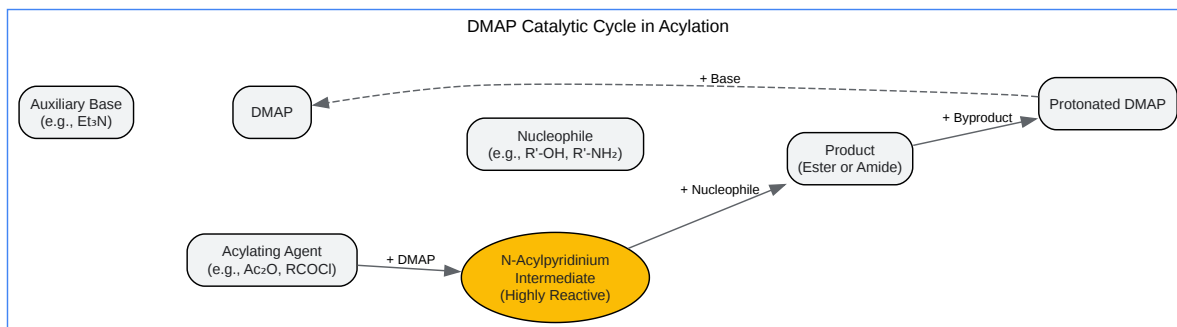 DMAP Catalytic Cycle in Acylation
+ Base
Auxiliary Base
(e.g., Et₃N)
DMAP
Protonated DMAP
+ Byproduct
Nucleophile
(e.g., R'-OH, R'-NH₂)
Product
(Ester or Amide)
+ Nucleophile
Acylating Agent
(e.g., Ac₂O, RCOCl)
+ DMAP
N-Acylpyridinium
Intermediate
(Highly Reactive)